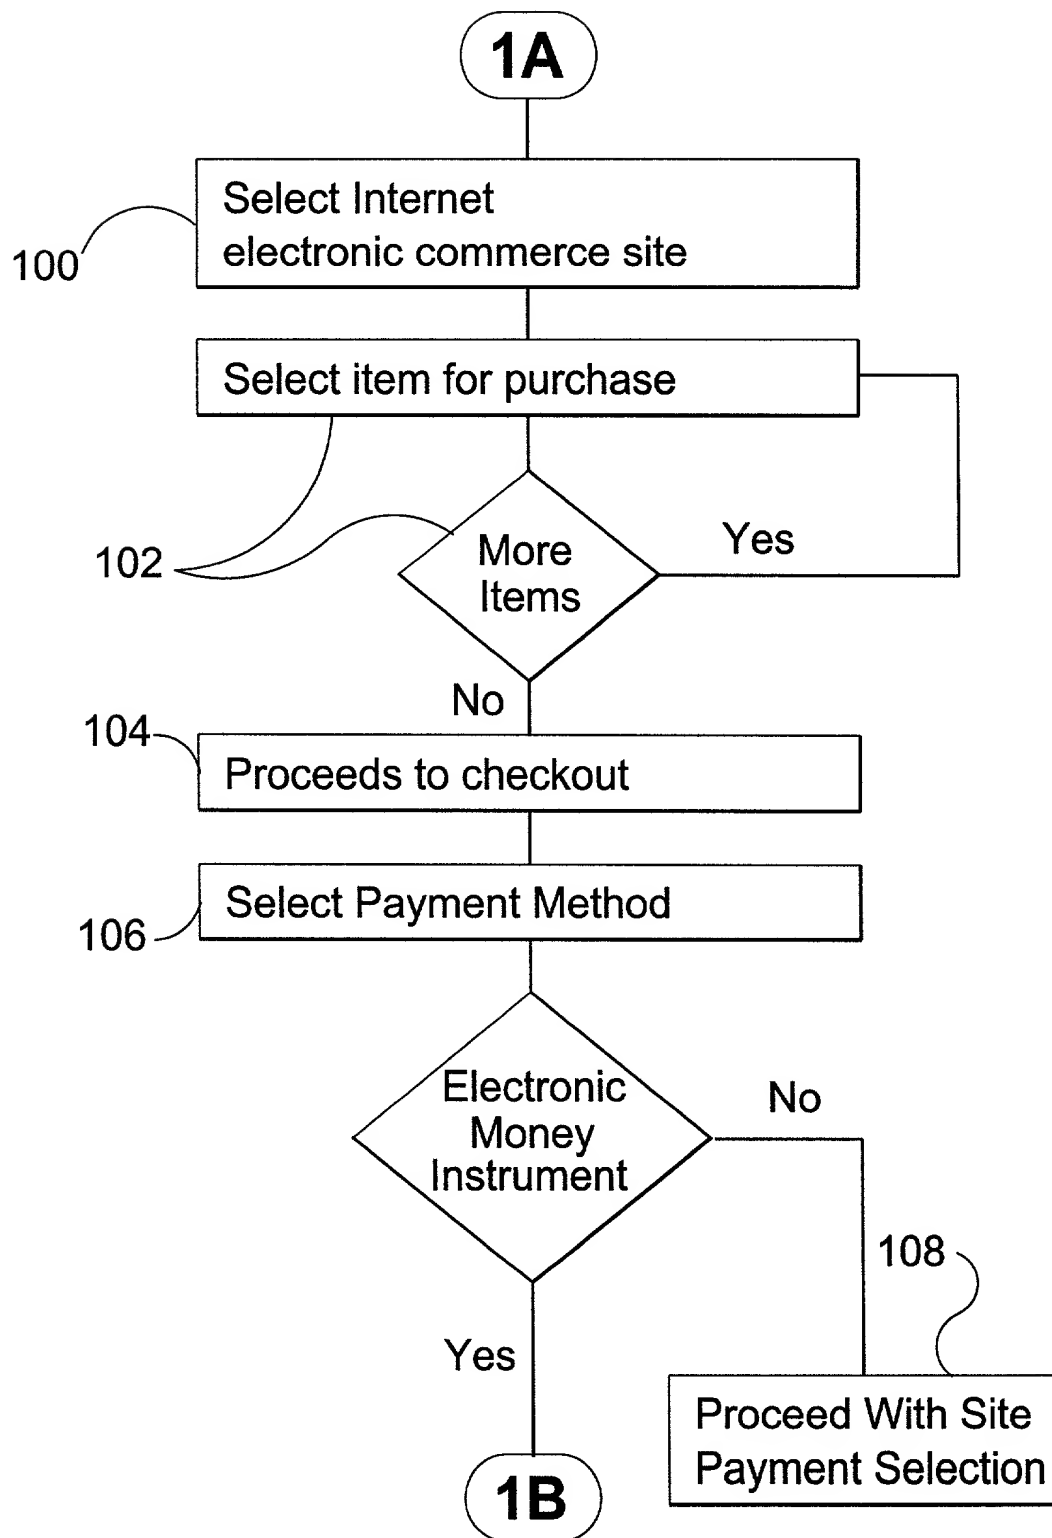 1A
Select Internet
electronic commerce site
100
Select item for purchase
102
More
Items
Yes
No
104
Proceeds to checkout
Select Payment Method
106
Electronic
Money
Instrument
No
108
Yes
Proceed With Site
Payment Selection
1B